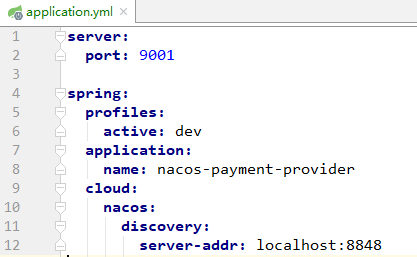 application.yml
1 server:
2   port: 9001
3
4 spring:
5   profiles:
6     active: dev
7   application:
8     name: nacos-payment-provider
9   cloud:
10     nacos:
11       discovery:
12         server-addr: localhost:8848